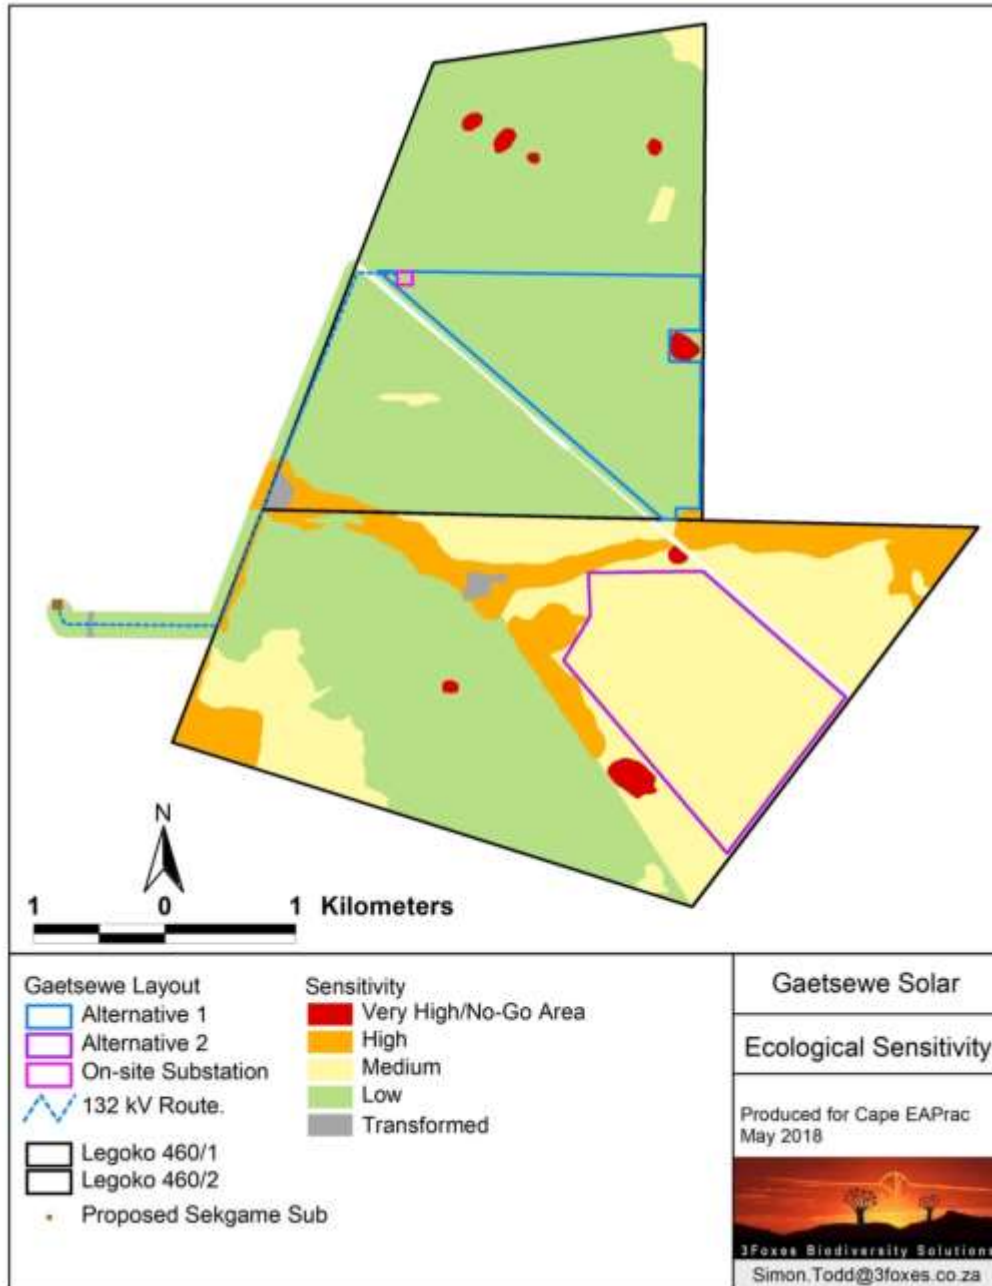 N
1 0 1 Kilometers
Gaetsewe Layout
Alternative 1
Alternative 2
On-site Substation
132 kV Route.
Legoko 460/1
Legoko 460/2
Proposed Sekgame Sub
Sensitivity
Very High/No-Go Area
High
Medium
Low
Transformed
Gaetsewe Solar
Ecological Sensitivity
Produced for Cape EAPrac
May 2018
3Foxes Biodiversity Solutions
Simon.Todd@3foxes.co.za